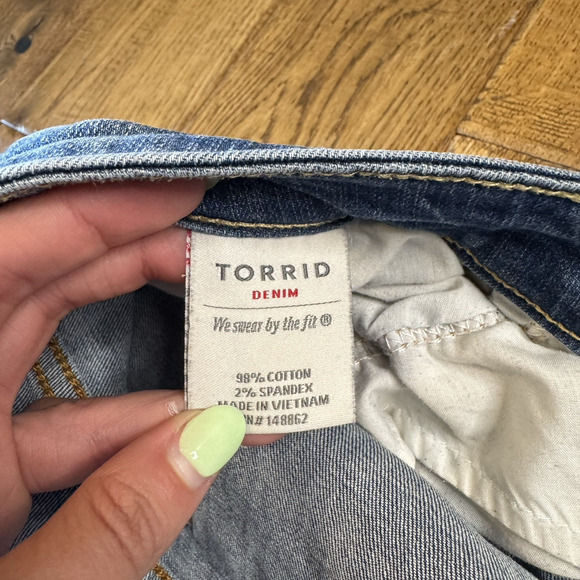 TORRID
DENIM
We swear by the fit ®
98% COTTON
2% SPANDEX
MADE IN VIETNAM
N# 148862